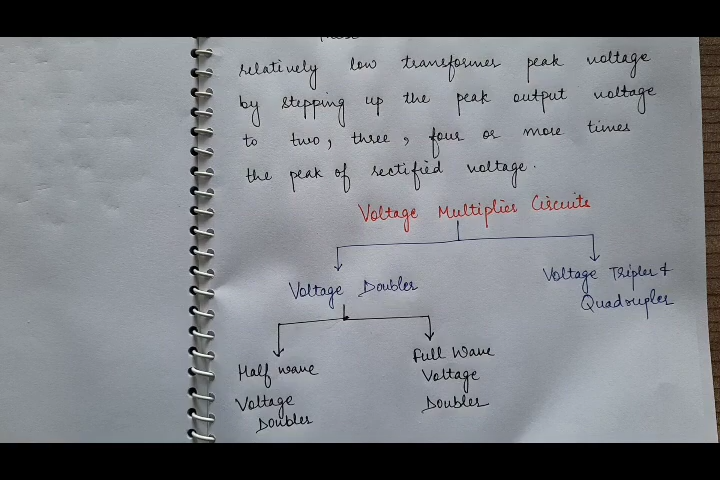 relatively low transformer peak voltage
by stepping up the peak output voltage
to two, three, four or more times
the peak of rectified voltage.
Voltage Multiplier Circuits
Voltage Doubler
Voltage Tripler &
Quadrupler
Half wave
Voltage
Doubler
Full Wave
Voltage
Doubler